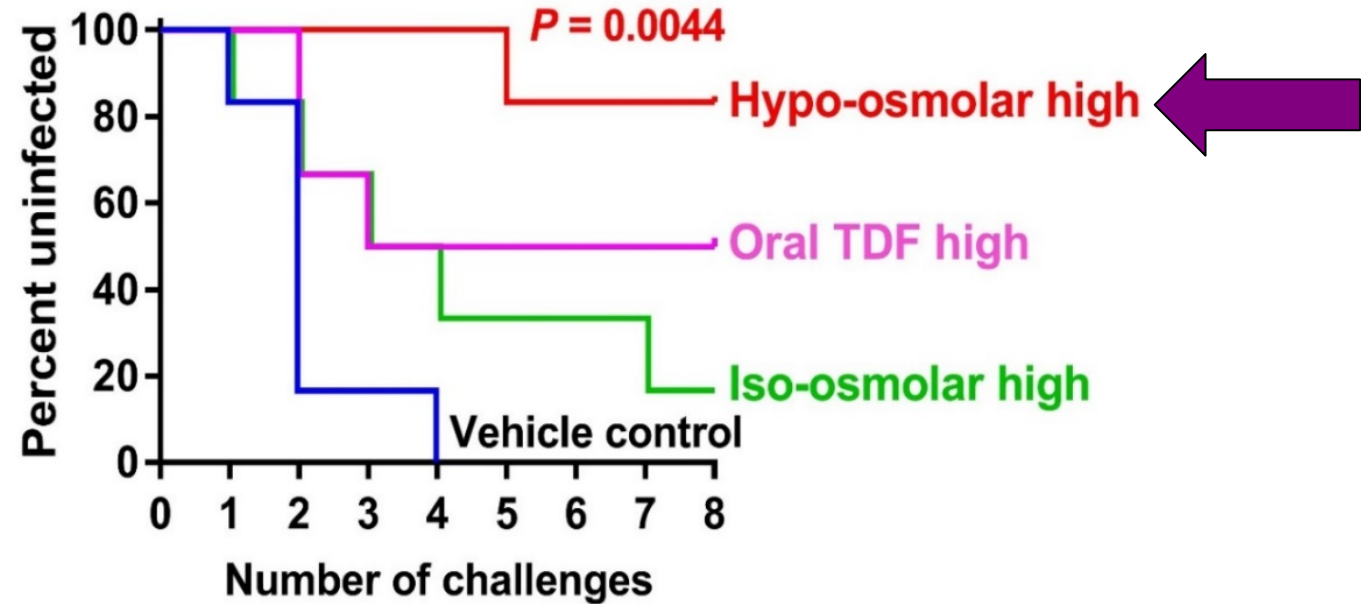 Percent uninfected
100
80
60
40
20
0
P = 0.0044
Hypo-osmolar high
Oral TDF high
Iso-osmolar high
Vehicle control
0 1 2 3 4 5 6 7 8
Number of challenges